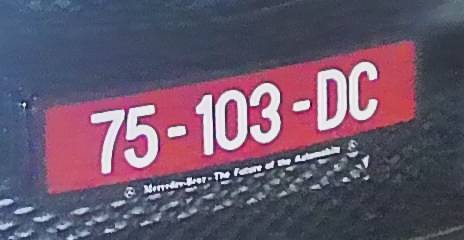 75-103-DC
Mercedes-Benz - The Future of the Automobile